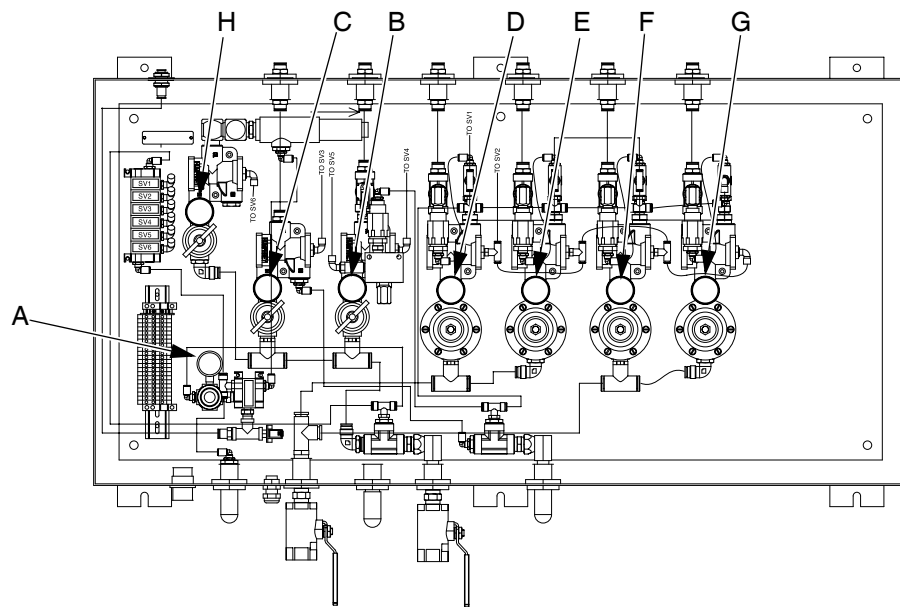 H C B D E F G
TO SV1
TO SV3
TO SV5
TO SV4
TO SV2
SV1
SV2
SV3
SV4
SV5
SV6
TO SV6
A